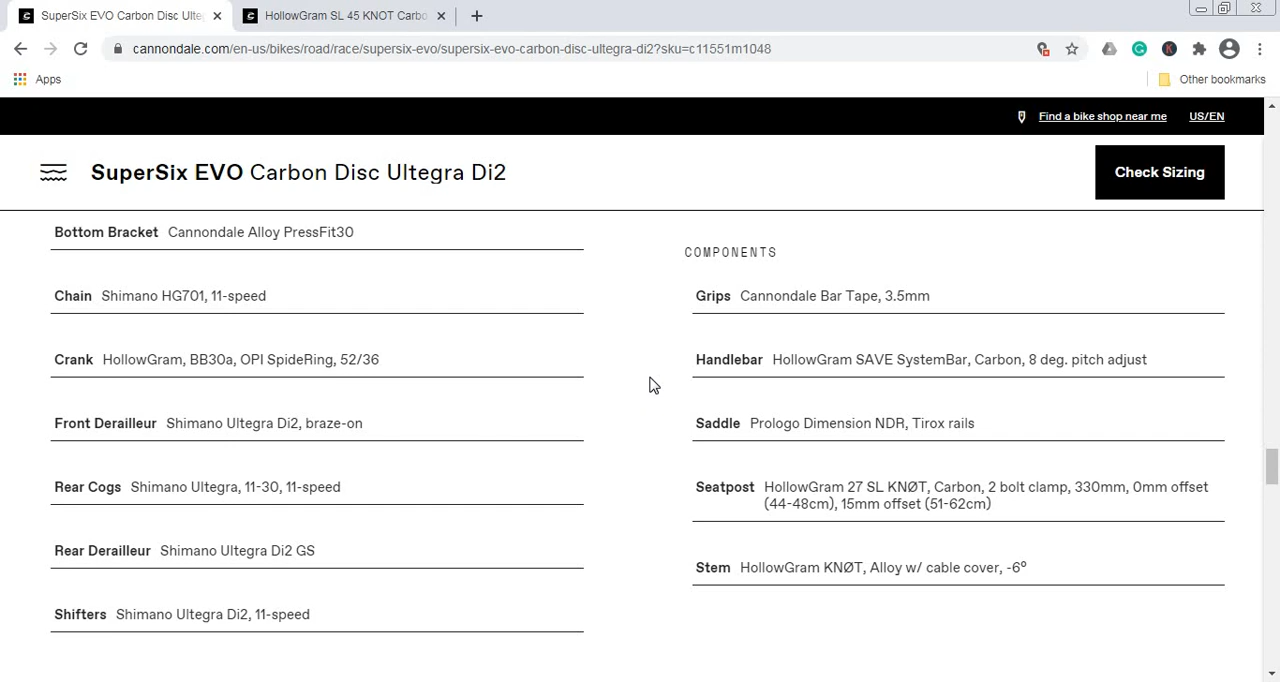 SuperSix EVO Carbon Disc Ulte
HollowGram SL 45 KNOT Carbo
cannondale.com/en-us/bikes/road/race/supersix-evo/supersix-evo-carbon-disc-ultegra-di2?sku=c11551m1048
Apps
Other bookmarks
Find a bike shop near me
US/EN
SuperSix EVO Carbon Disc Ultegra Di2
Check Sizing
Bottom Bracket Cannondale Alloy PressFit30
Chain Shimano HG701, 11-speed
Crank HollowGram, BB30a, OPI SpideRing, 52/36
Front Derailleur Shimano Ultegra Di2, braze-on
Rear Cogs Shimano Ultegra, 11-30, 11-speed
Rear Derailleur Shimano Ultegra Di2 GS
Shifters Shimano Ultegra Di2, 11-speed
COMPONENTS
Grips Cannondale Bar Tape, 3.5mm
Handlebar HollowGram SAVE SystemBar, Carbon, 8 deg. pitch adjust
Saddle Prologo Dimension NDR, Tirox rails
Seatpost HollowGram 27 SL KNØT, Carbon, 2 bolt clamp, 330mm, 0mm offset
(44-48cm), 15mm offset (51-62cm)
Stem HollowGram KNØT, Alloy w/ cable cover, -6º